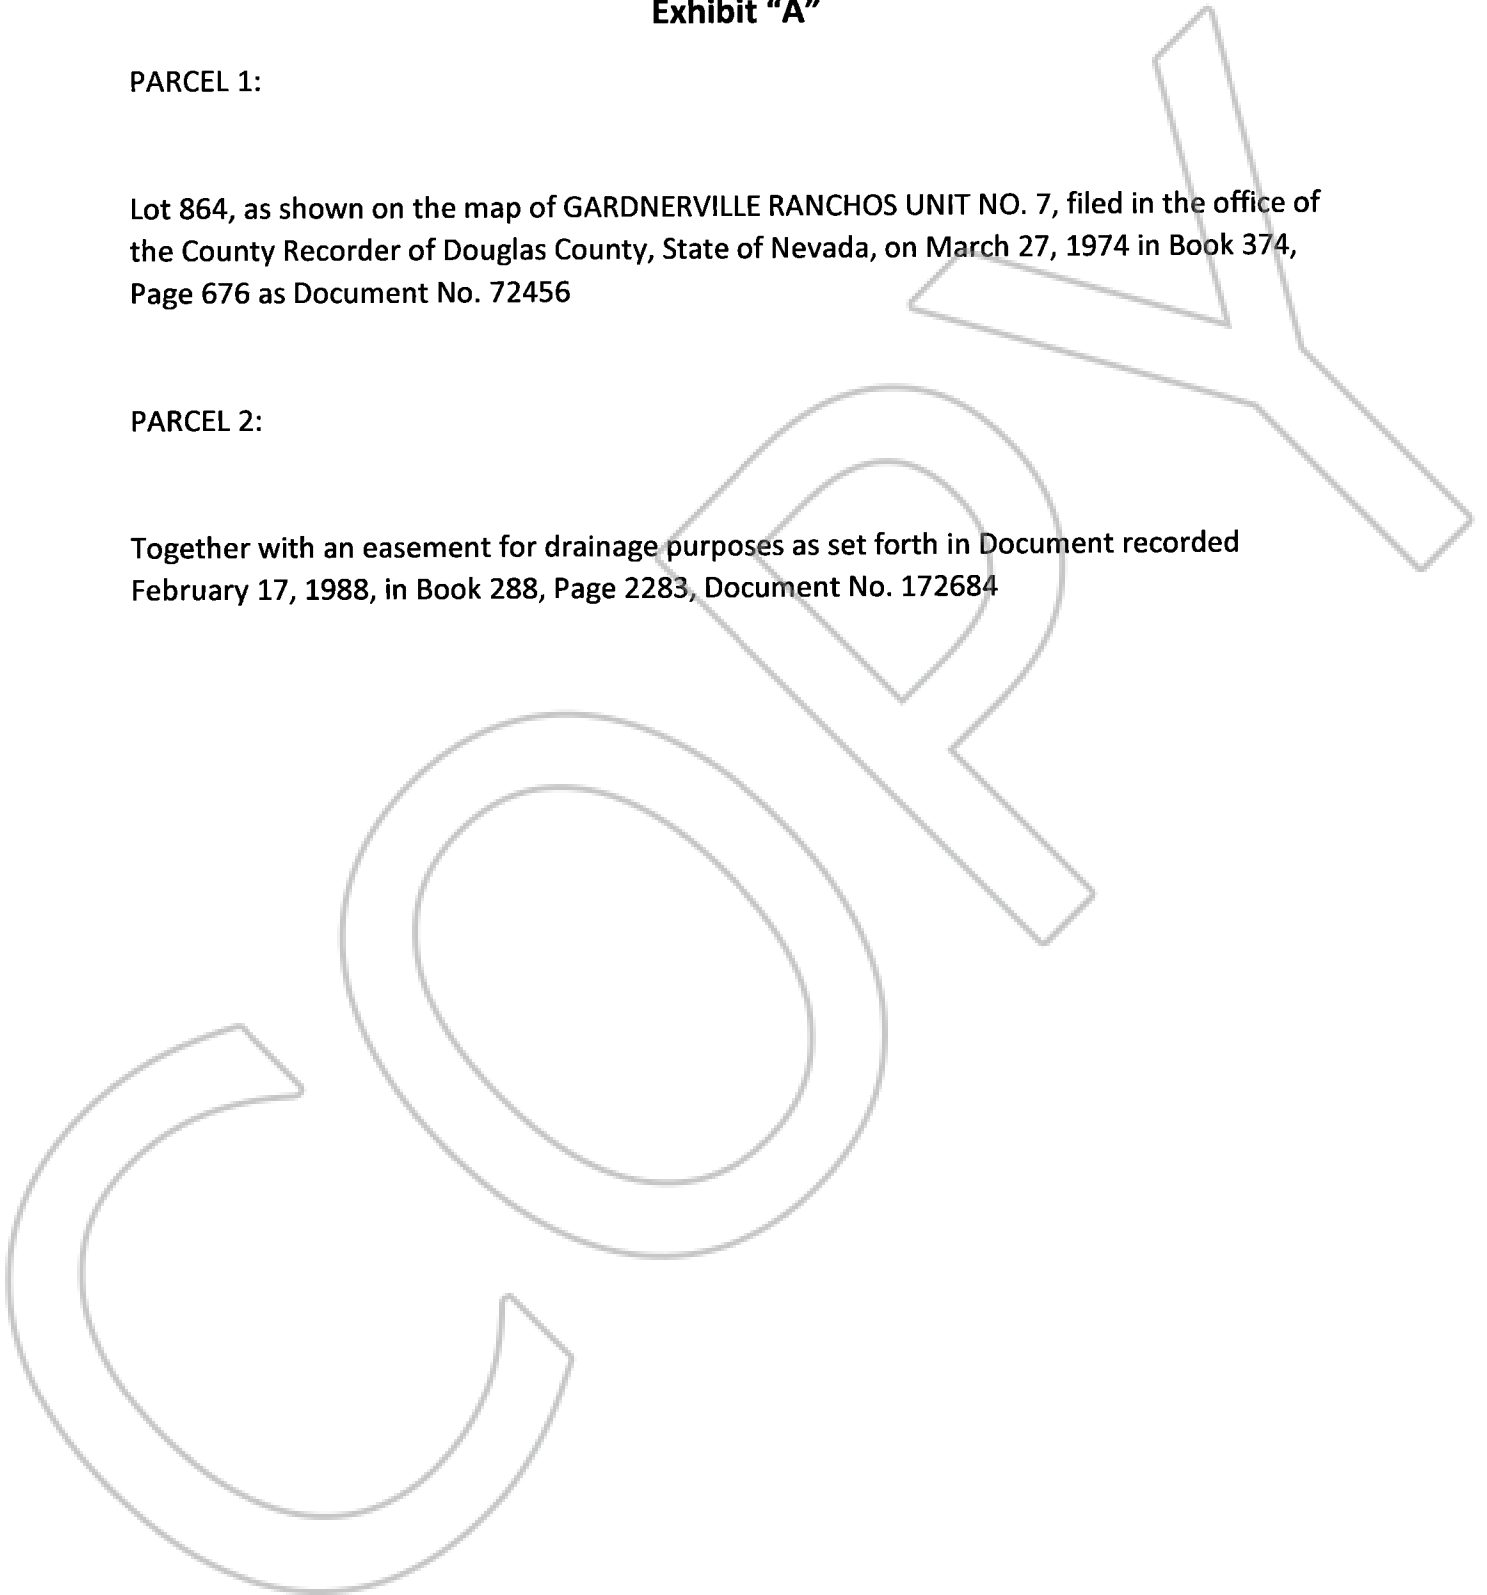 Exhibit “A”
PARCEL 1:
Lot 864, as shown on the map of GARDNERVILLE RANCHOS UNIT NO. 7, filed in the office of
the County Recorder of Douglas County, State of Nevada, on March 27, 1974 in Book 374,
Page 676 as Document No. 72456
PARCEL 2:
Together with an easement for drainage purposes as set forth in Document recorded
February 17, 1988, in Book 288, Page 2283, Document No. 172684
COPY